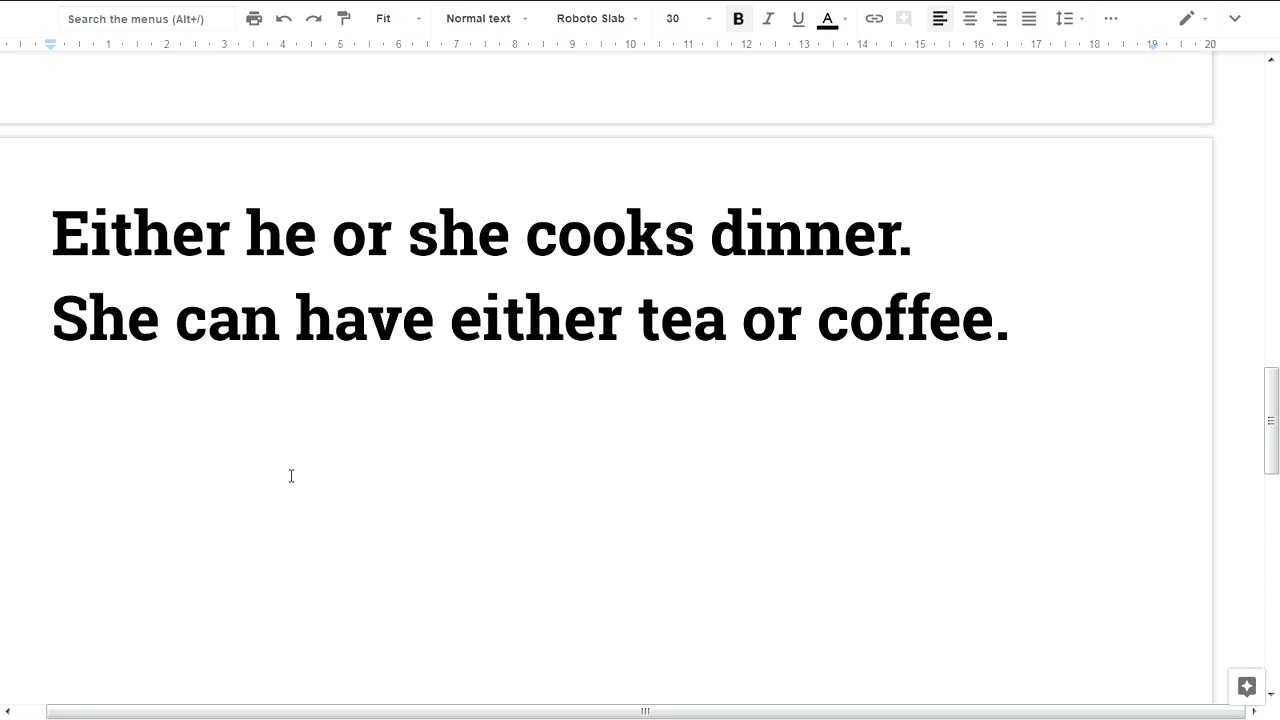 Search the menus (Alt+/) Fit Normal text Roboto Slab 30 B I U A
1 2 3 4 5 6 7 8 9 10 11 12 13 14 15 16 17 18 19 20
Either he or she cooks dinner.
She can have either tea or coffee.